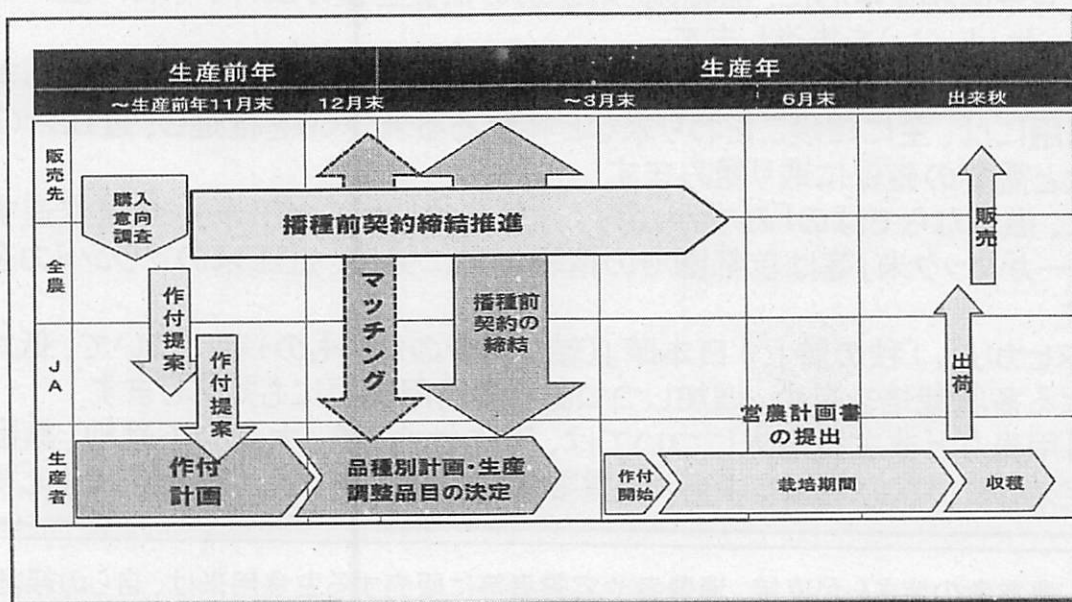 生産前年
生産年
～生産前年11月末
12月末
～3月末
6月末
出来秋
販売先
全農
JA
生産者
購入
意向
調査
播種前契約締結推進
作付提案
作付提案
マッチング
播種前
契約の
締結
販売
出荷
営農計画書
の提出
作付
計画
品種別計画・生産
調整品目の決定
作付
開始
栽培期間
収穫